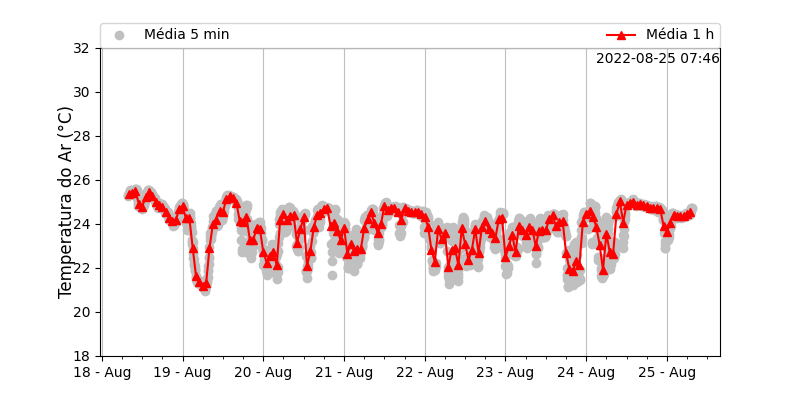 Média 5 min
Média 1 h
2022-08-25 07:46
Temperatura do Ar (°C)
32
30
28
26
24
22
20
18
18 - Aug
19 - Aug
20 - Aug
21 - Aug
22 - Aug
23 - Aug
24 - Aug
25 - Aug